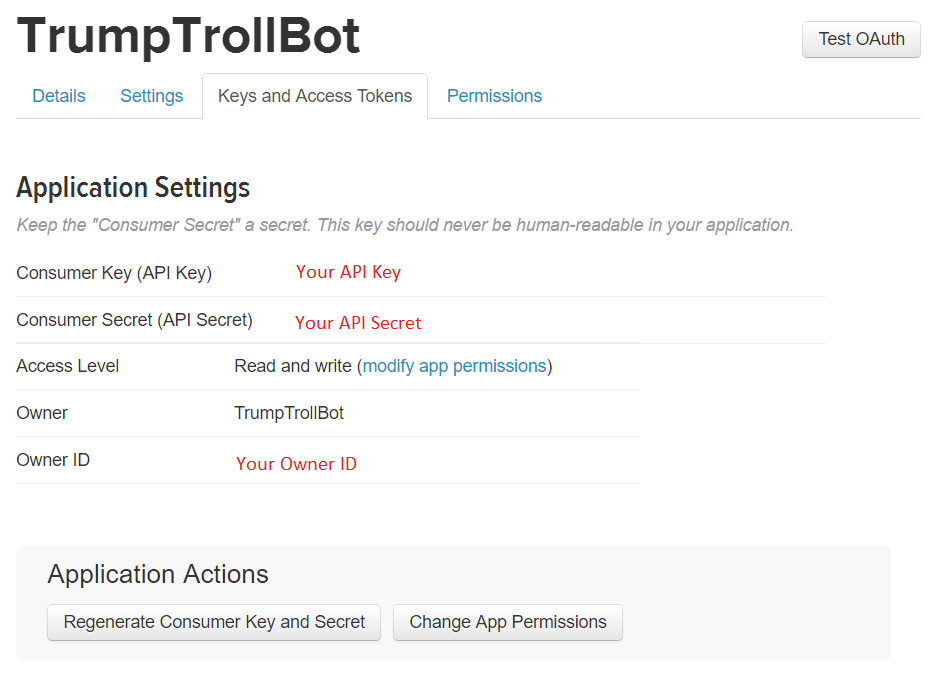 TrumpTrollBot
Test OAuth
Details Settings Keys and Access Tokens Permissions
Application Settings
Keep the "Consumer Secret" a secret. This key should never be human-readable in your application.
Consumer Key (API Key) Your API Key
Consumer Secret (API Secret) Your API Secret
Access Level Read and write (modify app permissions)
Owner TrumpTrollBot
Owner ID Your Owner ID
Application Actions
Regenerate Consumer Key and Secret Change App Permissions